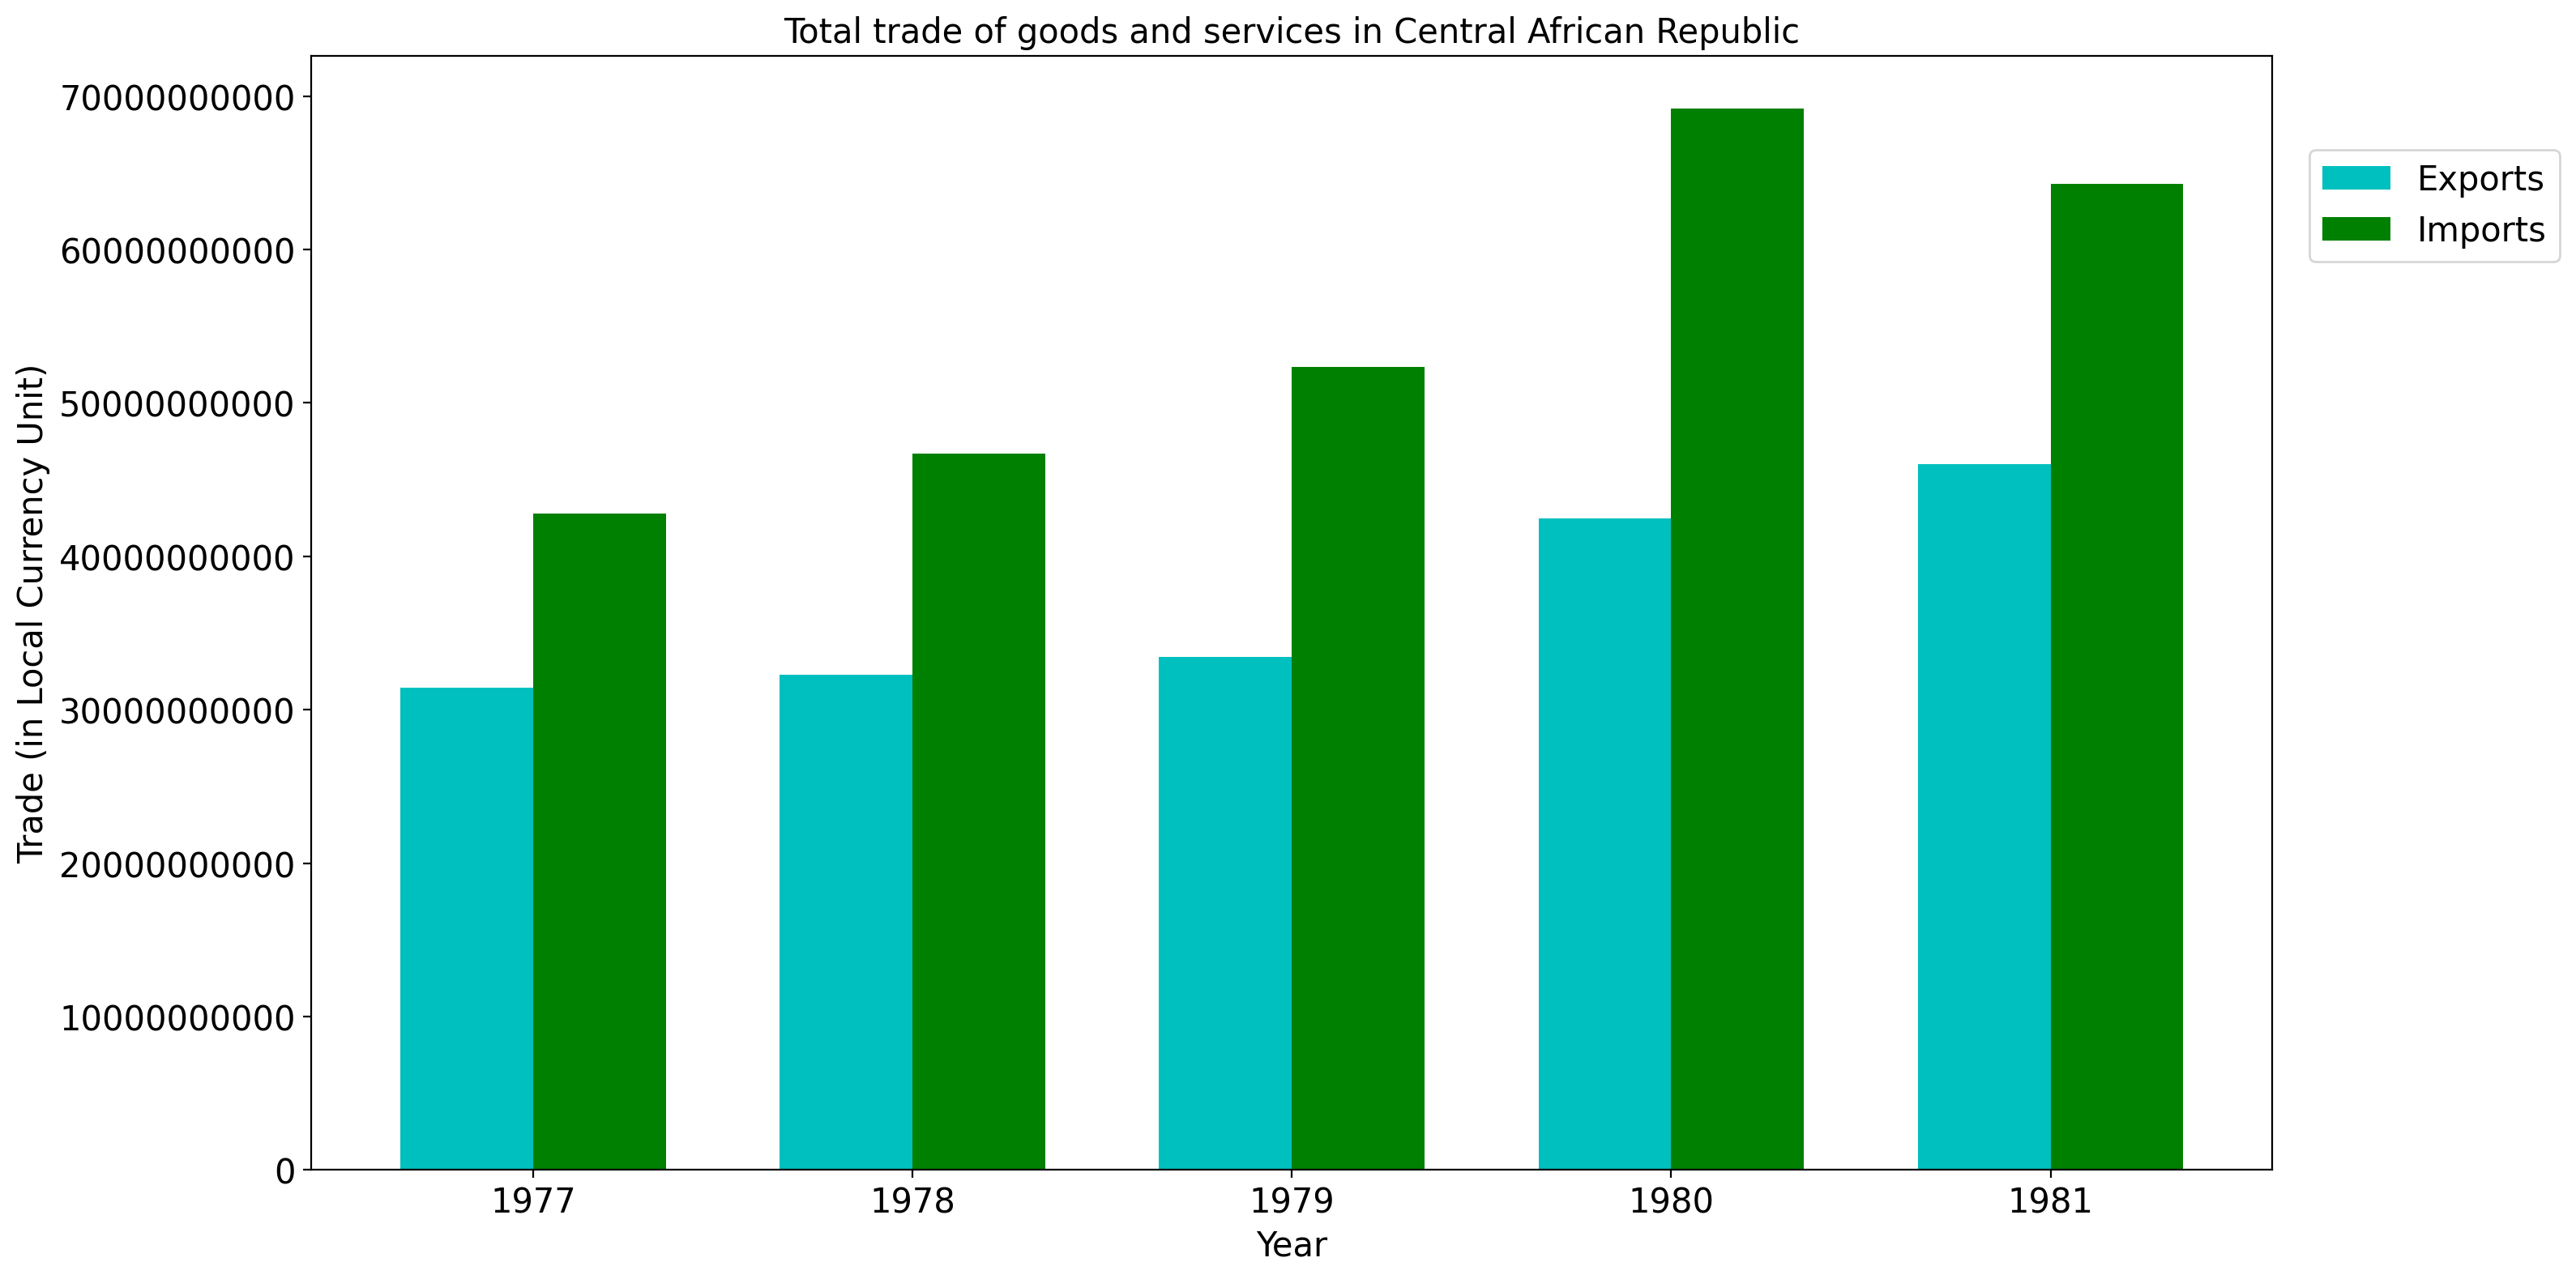 Total trade of goods and services in Central African Republic
Trade (in Local Currency Unit)
70000000000
60000000000
50000000000
40000000000
30000000000
20000000000
10000000000
0
1977
1978
1979
1980
1981
Year
Exports
Imports